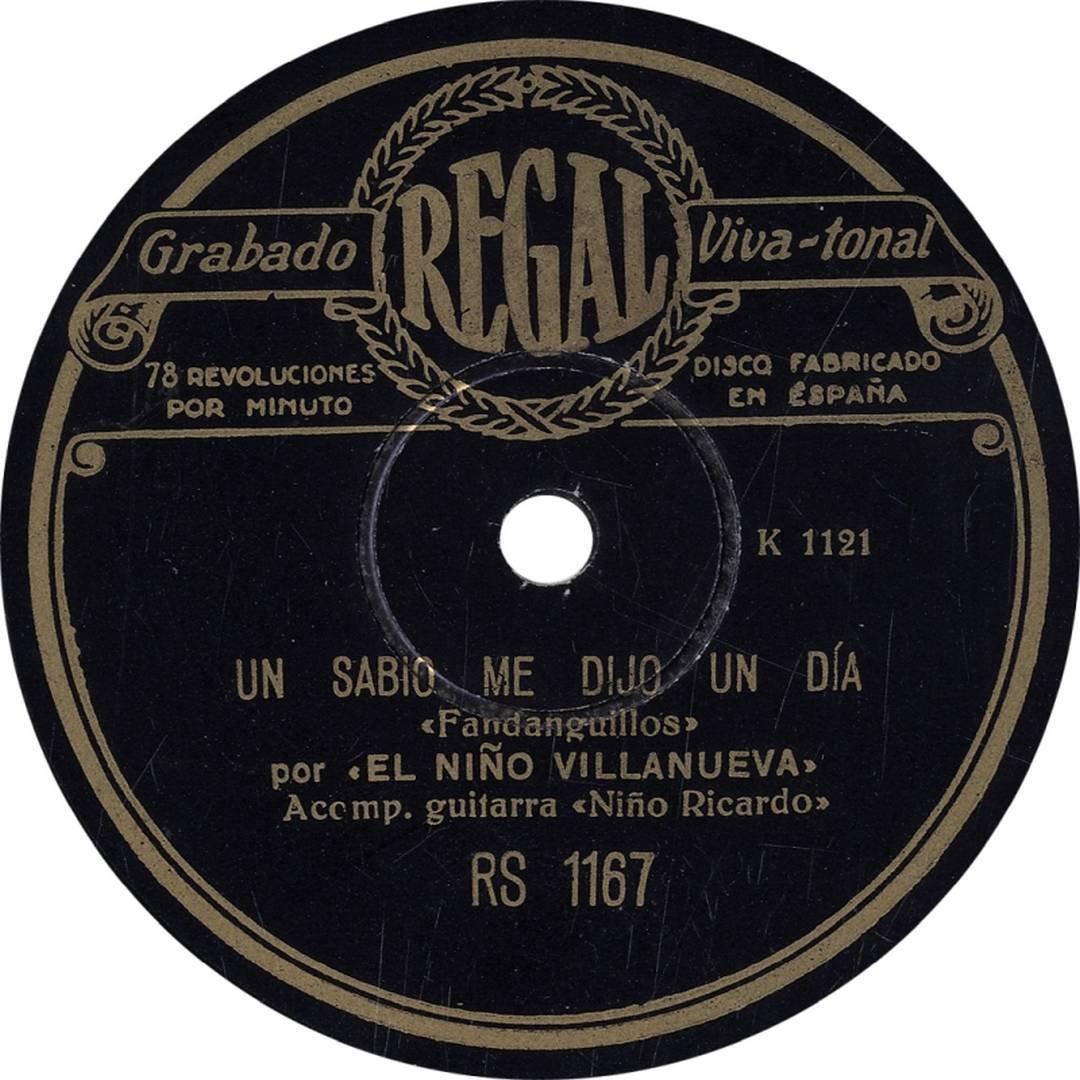 REGAL
Grabado
Viva-tonal
78 REVOLUCIONES
POR MINUTO
DISCO FABRICADO
EN ESPAÑA
K 1121
UN SABIO ME DIJO UN DÍA
«Fandanguillos»
por «EL NIÑO VILLANUEVA»
Acomp. guitarra «Niño Ricardo»
RS 1167